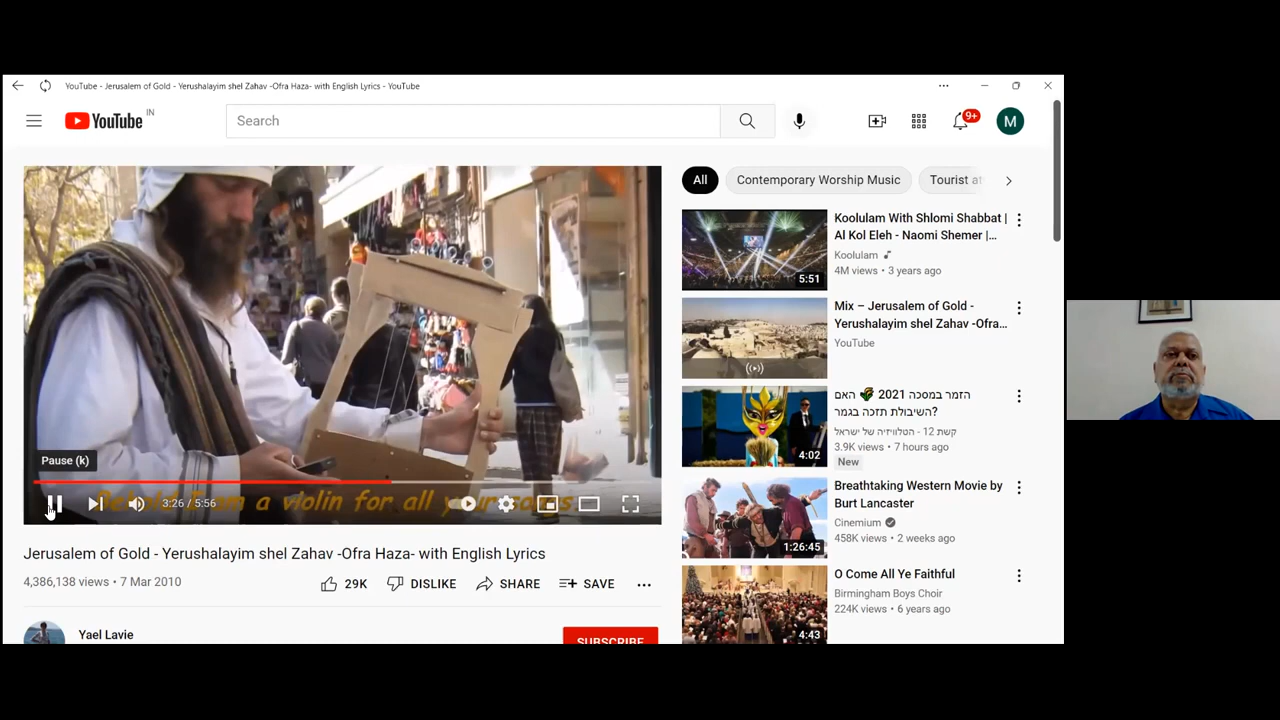 YouTube - Jerusalem of Gold - Yerushalayim shel Zahav -Ofra Haza- with English Lyrics - YouTube
YouTube IN
Search
9+
M
All
Contemporary Worship Music
Tourist at
Koolulam With Shlomi Shabbat |
Al Kol Eleh - Naomi Shemer |...
Koolulam
4M views • 3 years ago
5:51
Mix – Jerusalem of Gold -
Yerushalayim shel Zahav -Ofra...
YouTube
הזמר במסכה 2021 🌾 האם
השיבולת תזכה בגמר?
קשת 12 - הטלוויזיה של ישראל
3.9K views • 7 hours ago
New
4:02
Breathtaking Western Movie by
Burt Lancaster
Cinemium
458K views • 2 weeks ago
1:26:45
O Come All Ye Faithful
Birmingham Boys Choir
224K views • 6 years ago
4:43
Pause (k)
3:26 / 5:56
a violin for all your songs
Jerusalem of Gold - Yerushalayim shel Zahav -Ofra Haza- with English Lyrics
4,386,138 views • 7 Mar 2010
29K
DISLIKE
SHARE
SAVE
Yael Lavie
SUBSCRIBE